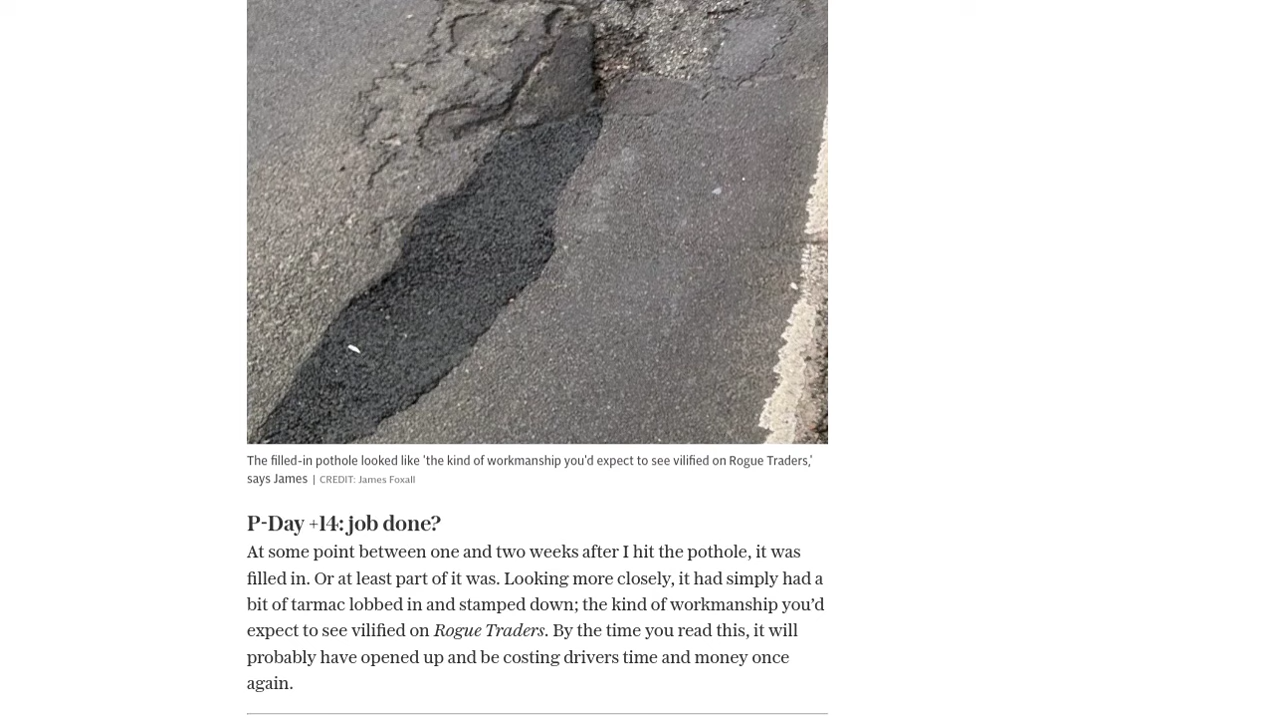 The filled-in pothole looked like 'the kind of workmanship you'd expect to see vilified on Rogue Traders,'
says James | CREDIT: James Foxall
P-Day +14: job done?
At some point between one and two weeks after I hit the pothole, it was
filled in. Or at least part of it was. Looking more closely, it had simply had a
bit of tarmac lobbed in and stamped down; the kind of workmanship you’d
expect to see vilified on Rogue Traders. By the time you read this, it will
probably have opened up and be costing drivers time and money once
again.